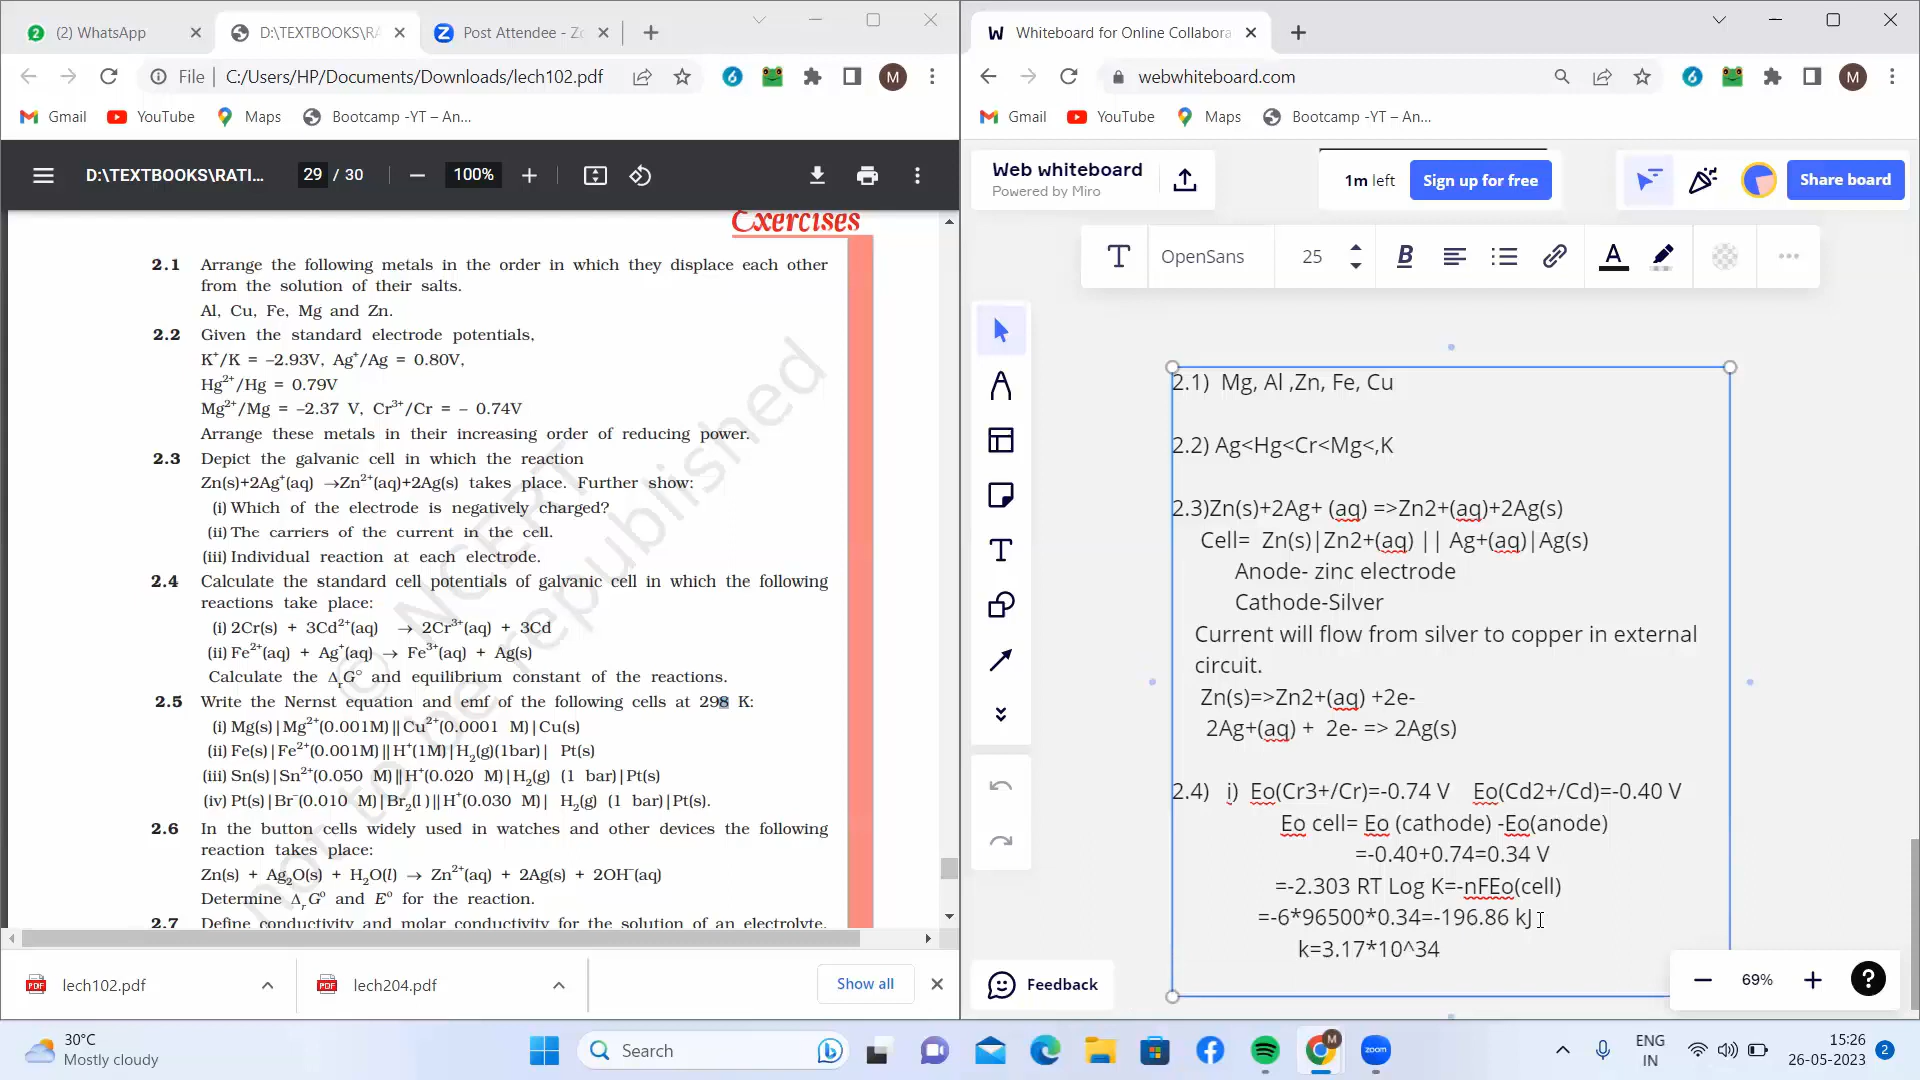 (2) WhatsApp
D:\TEXTBOOKS\RA
Post Attendee - Zo
File
C:/Users/HP/Documents/Downloads/lech102.pdf
M
Gmail
YouTube
Maps
Bootcamp -YT – An...
D:\TEXTBOOKS\RATI...
29 / 30
100%
Exercises
2.1 Arrange the following metals in the order in which they displace each other
from the solution of their salts.
Al, Cu, Fe, Mg and Zn.
2.2 Given the standard electrode potentials,
K⁺/K = –2.93V, Ag⁺/Ag = 0.80V,
Hg²⁺/Hg = 0.79V
Mg²⁺/Mg = –2.37 V, Cr³⁺/Cr = – 0.74V
Arrange these metals in their increasing order of reducing power.
2.3 Depict the galvanic cell in which the reaction
Zn(s)+2Ag⁺(aq) →Zn²⁺(aq)+2Ag(s) takes place. Further show:
(i) Which of the electrode is negatively charged?
(ii) The carriers of the current in the cell.
(iii) Individual reaction at each electrode.
2.4 Calculate the standard cell potentials of galvanic cell in which the following
reactions take place:
(i) 2Cr(s) + 3Cd²⁺(aq) → 2Cr³⁺(aq) + 3Cd
(ii) Fe²⁺(aq) + Ag⁺(aq) → Fe³⁺(aq) + Ag(s)
Calculate the ΔᵣG° and equilibrium constant of the reactions.
2.5 Write the Nernst equation and emf of the following cells at 298 K:
(i) Mg(s)|Mg²⁺(0.001M)||Cu²⁺(0.0001 M)|Cu(s)
(ii) Fe(s)|Fe²⁺(0.001M)||H⁺(1M)|H₂(g)(1bar)| Pt(s)
(iii) Sn(s)|Sn²⁺(0.050 M)||H⁺(0.020 M)|H₂(g) (1 bar)|Pt(s)
(iv) Pt(s)|Br⁻(0.010 M)|Br₂(l)||H⁺(0.030 M)| H₂(g) (1 bar)|Pt(s).
2.6 In the button cells widely used in watches and other devices the following
reaction takes place:
Zn(s) + Ag₂O(s) + H₂O(l) → Zn²⁺(aq) + 2Ag(s) + 2OH⁻(aq)
Determine ΔᵣG° and E° for the reaction.
2.7 Define conductivity and molar conductivity for the solution of an electrolyte.
© NCERT
not to be republished
lech102.pdf
lech204.pdf
Show all
Whiteboard for Online Collabora
webwhiteboard.com
M
Gmail
YouTube
Maps
Bootcamp -YT – An...
Web whiteboard
Powered by Miro
1m left
Sign up for free
Share board
OpenSans
25
B
A
2.1) Mg, Al ,Zn, Fe, Cu
2.2) Ag<Hg<Cr<Mg<,K
2.3)Zn(s)+2Ag+ (aq) =>Zn2+(aq)+2Ag(s)
Cell= Zn(s)|Zn2+(aq) || Ag+(aq)|Ag(s)
Anode- zinc electrode
Cathode-Silver
Current will flow from silver to copper in external
circuit.
Zn(s)=>Zn2+(aq) +2e-
2Ag+(aq) + 2e- => 2Ag(s)
2.4) i) Eo(Cr3+/Cr)=-0.74 V Eo(Cd2+/Cd)=-0.40 V
Eo cell= Eo (cathode) -Eo(anode)
=-0.40+0.74=0.34 V
=-2.303 RT Log K=-nFEo(cell)
=-6*96500*0.34=-196.86 kJ
k=3.17*10^34
Feedback
69%
30°C
Mostly cloudy
Search
zoom
ENG
IN
15:26
26-05-2023
2